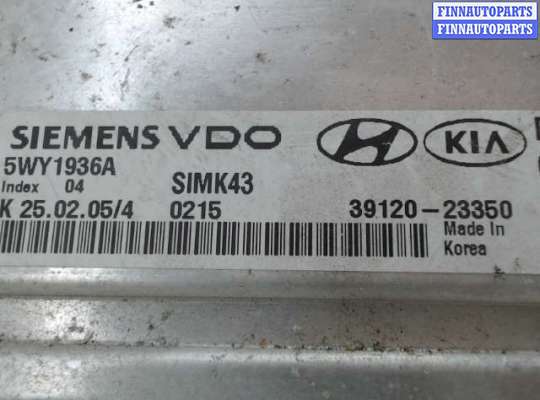 FINNAUTOPARTS
FINNAUTOPARTS
SIEMENS VDO
KIA
5WY1936A
Index 04
SIMK43
K 25.02.05/4
0215
39120-23350
Made In
Korea